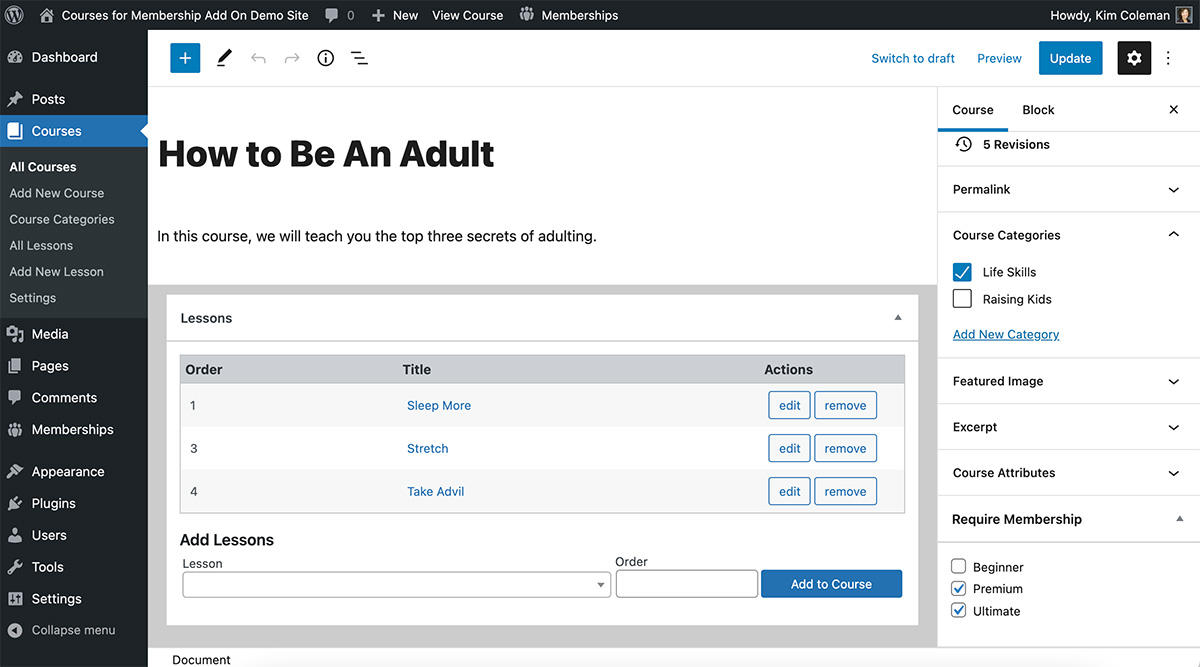 Courses for Membership Add On Demo Site 0 New View Course Memberships Howdy, Kim Coleman
Dashboard
Posts
Courses
All Courses
Add New Course
Course Categories
All Lessons
Add New Lesson
Settings
Media
Pages
Comments
Memberships
Appearance
Plugins
Users
Tools
Settings
Collapse menu
Switch to draft Preview Update
How to Be An Adult
In this course, we will teach you the top three secrets of adulting.
Lessons
Order Title Actions
1 Sleep More edit remove
3 Stretch edit remove
4 Take Advil edit remove
Add Lessons
Lesson Order
Add to Course
Document
Course Block
5 Revisions
Permalink
Course Categories
Life Skills
Raising Kids
Add New Category
Featured Image
Excerpt
Course Attributes
Require Membership
Beginner
Premium
Ultimate